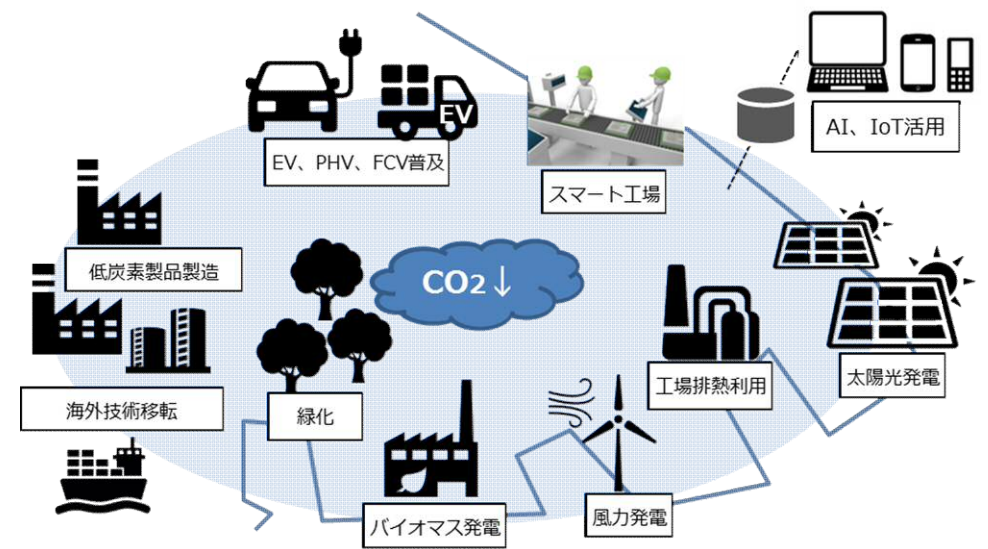 EV
EV、PHV、FCV普及
スマート工場
AI、IoT活用
低炭素製品製造
CO2↓
海外技術移転
緑化
工場排熱利用
太陽光発電
バイオマス発電
風力発電